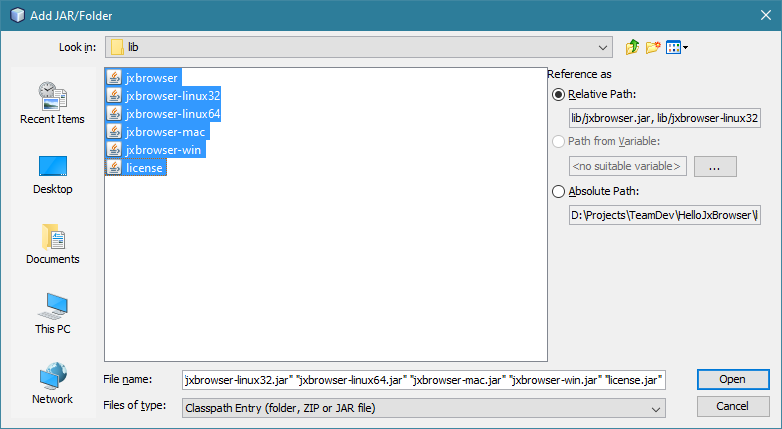 Add JAR/Folder
Look in:
lib
Recent Items
Desktop
Documents
This PC
Network
jxbrowser
jxbrowser-linux32
jxbrowser-linux64
jxbrowser-mac
jxbrowser-win
license
Reference as
Relative Path:
lib/jxbrowser.jar, lib/jxbrowser-linux32
Path from Variable:
<no suitable variable>
...
Absolute Path:
D:\Projects\TeamDev\HelloJxBrowser\l
File name:
jxbrowser-linux32.jar" "jxbrowser-linux64.jar" "jxbrowser-mac.jar" "jxbrowser-win.jar" "license.jar"
Open
Files of type:
Classpath Entry (folder, ZIP or JAR file)
Cancel